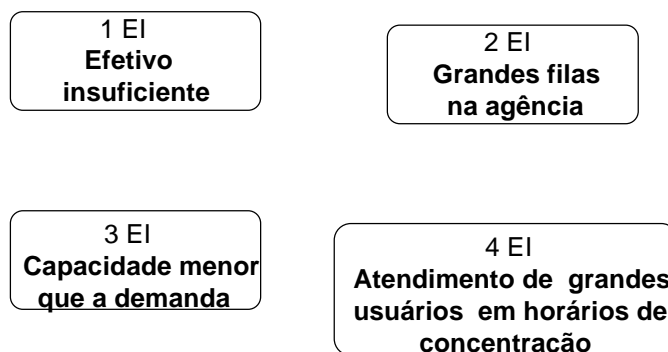 1 EI
Efetivo
insuficiente
2 EI
Grandes filas
na agência
3 EI
Capacidade menor
que a demanda
4 EI
Atendimento de grandes
usuários em horários de
concentração